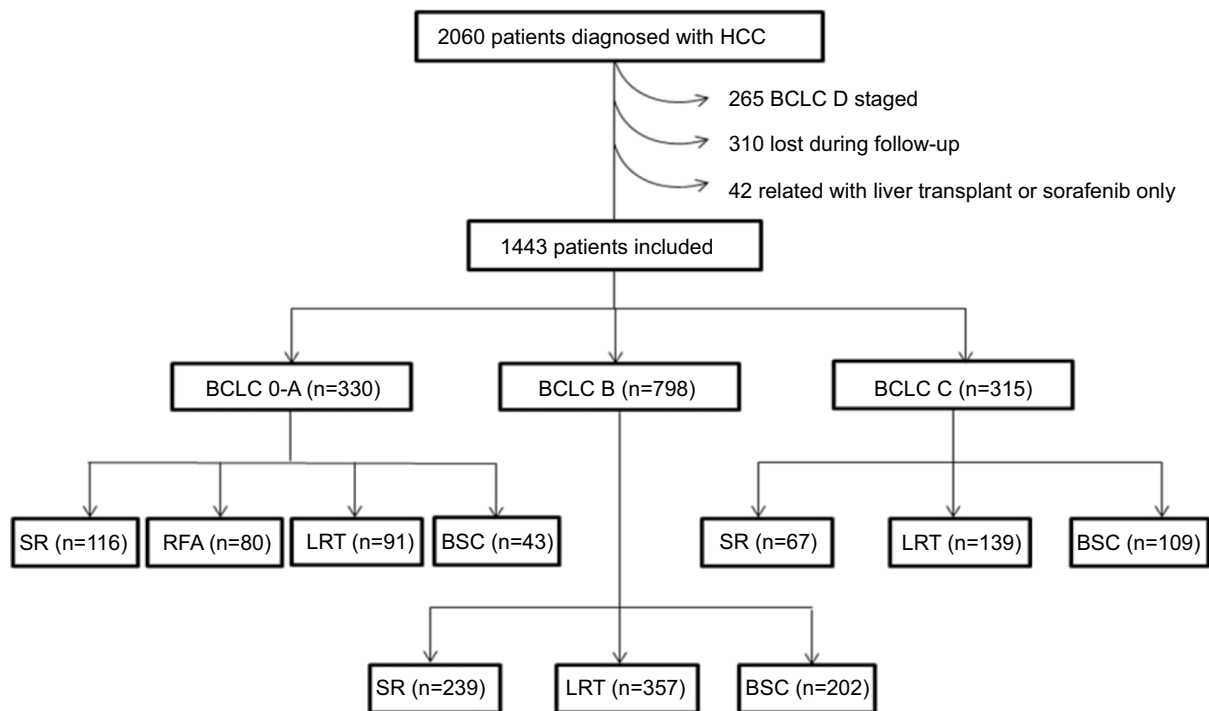 2060 patients diagnosed with HCC
265 BCLC D staged
310 lost during follow-up
42 related with liver transplant or sorafenib only
1443 patients included
BCLC 0-A (n=330)
BCLC B (n=798)
BCLC C (n=315)
SR (n=116)
RFA (n=80)
LRT (n=91)
BSC (n=43)
SR (n=67)
LRT (n=139)
BSC (n=109)
SR (n=239)
LRT (n=357)
BSC (n=202)